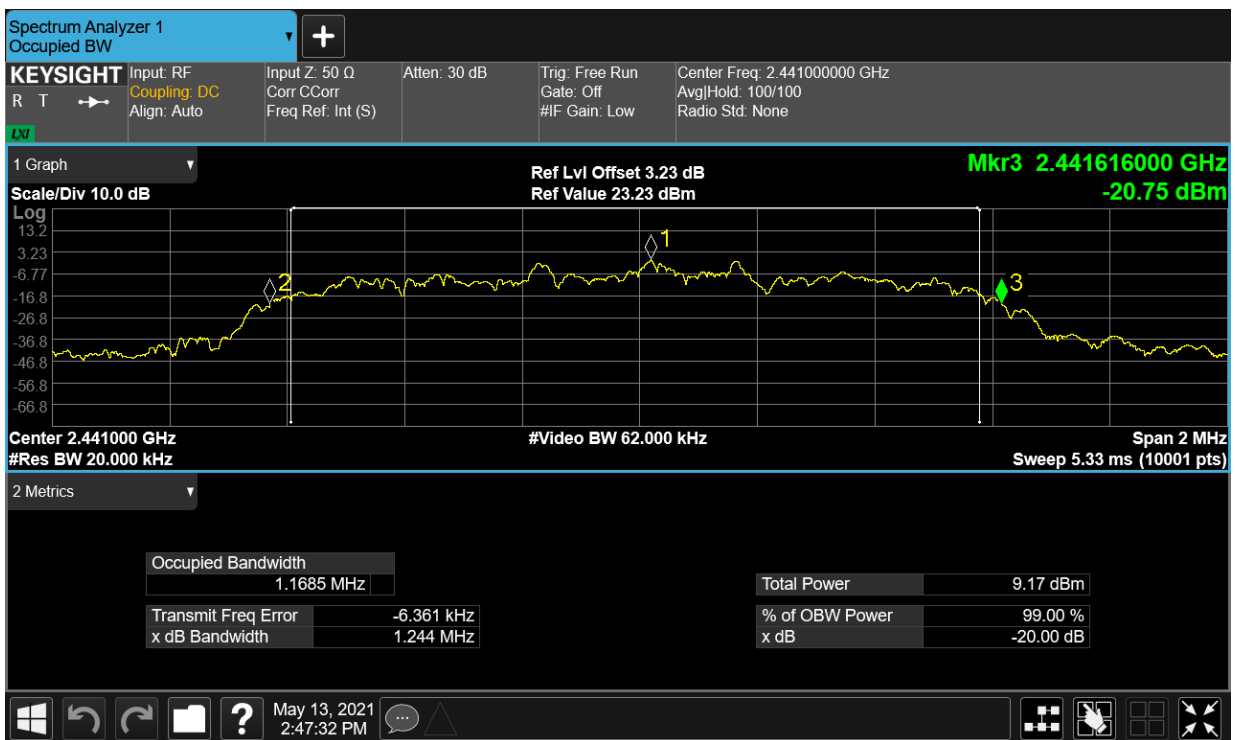 Spectrum Analyzer 1
Occupied BW
KEYSIGHT
R T
LXI
Input: RF
Coupling: DC
Align: Auto
Input Z: 50 Ω
Corr CCorr
Freq Ref: Int (S)
Atten: 30 dB
Trig: Free Run
Gate: Off
#IF Gain: Low
Center Freq: 2.441000000 GHz
Avg|Hold: 100/100
Radio Std: None
1 Graph
Scale/Div 10.0 dB
Ref Lvl Offset 3.23 dB
Ref Value 23.23 dBm
Mkr3 2.441616000 GHz
-20.75 dBm
Log
13.2
3.23
-6.77
-16.8
-26.8
-36.8
-46.8
-56.8
-66.8
1
2
3
Center 2.441000 GHz
#Res BW 20.000 kHz
#Video BW 62.000 kHz
Span 2 MHz
Sweep 5.33 ms (10001 pts)
2 Metrics
Occupied Bandwidth
1.1685 MHz
Transmit Freq Error -6.361 kHz
x dB Bandwidth 1.244 MHz
Total Power 9.17 dBm
% of OBW Power 99.00 %
x dB -20.00 dB
?
May 13, 2021
2:47:32 PM